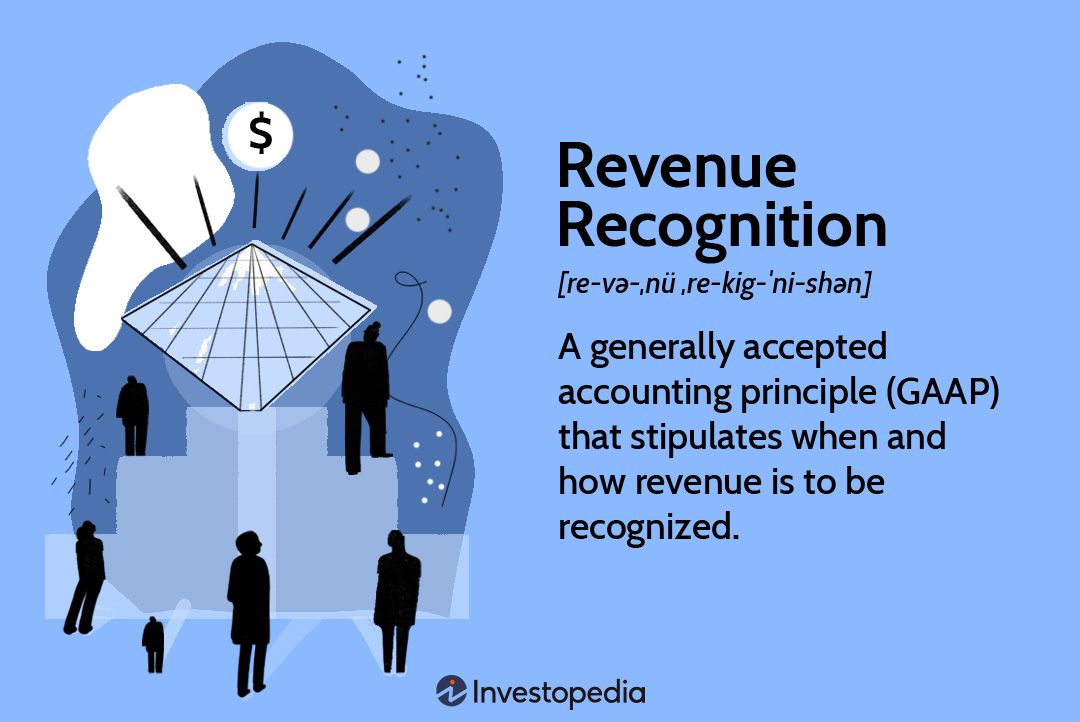 $
Revenue
Recognition
[re-və-ˌnü ˌre-kig-ˈni-shən]
A generally accepted
accounting principle (GAAP)
that stipulates when and
how revenue is to be
recognized.
Investopedia